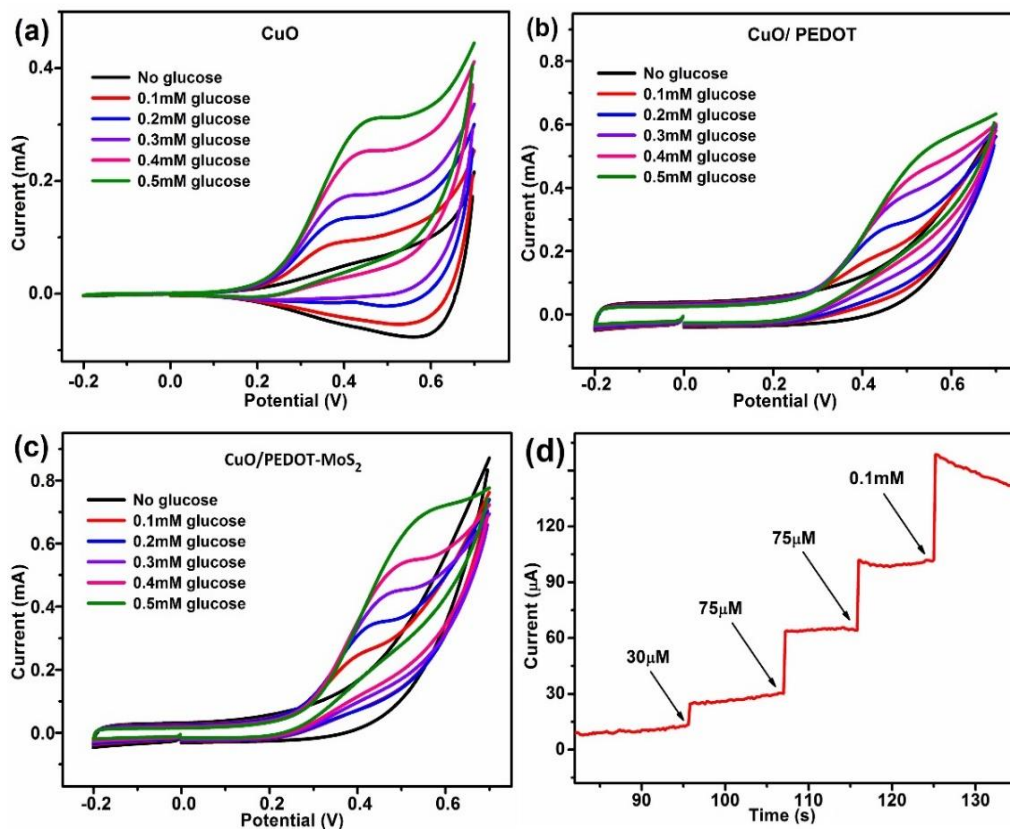 (a)
CuO
No glucose
0.1mM glucose
0.2mM glucose
0.3mM glucose
0.4mM glucose
0.5mM glucose
0.4
0.2
0.0
Current (mA)
-0.2 0.0 0.2 0.4 0.6
Potential (V)
(b)
CuO/ PEDOT
No glucose
0.1mM glucose
0.2mM glucose
0.3mM glucose
0.4mM glucose
0.5mM glucose
0.8
0.6
0.4
0.2
0.0
Current (mA)
-0.2 0.0 0.2 0.4 0.6
Potential (V)
(c)
CuO/PEDOT-MoS₂
No glucose
0.1mM glucose
0.2mM glucose
0.3mM glucose
0.4mM glucose
0.5mM glucose
0.8
0.6
0.4
0.2
0.0
Current (mA)
-0.2 0.0 0.2 0.4 0.6
Potential (V)
(d)
0.1mM
75μM
75μM
30μM
150
120
90
60
30
0
Current (μA)
90 100 110 120 130
Time (s)